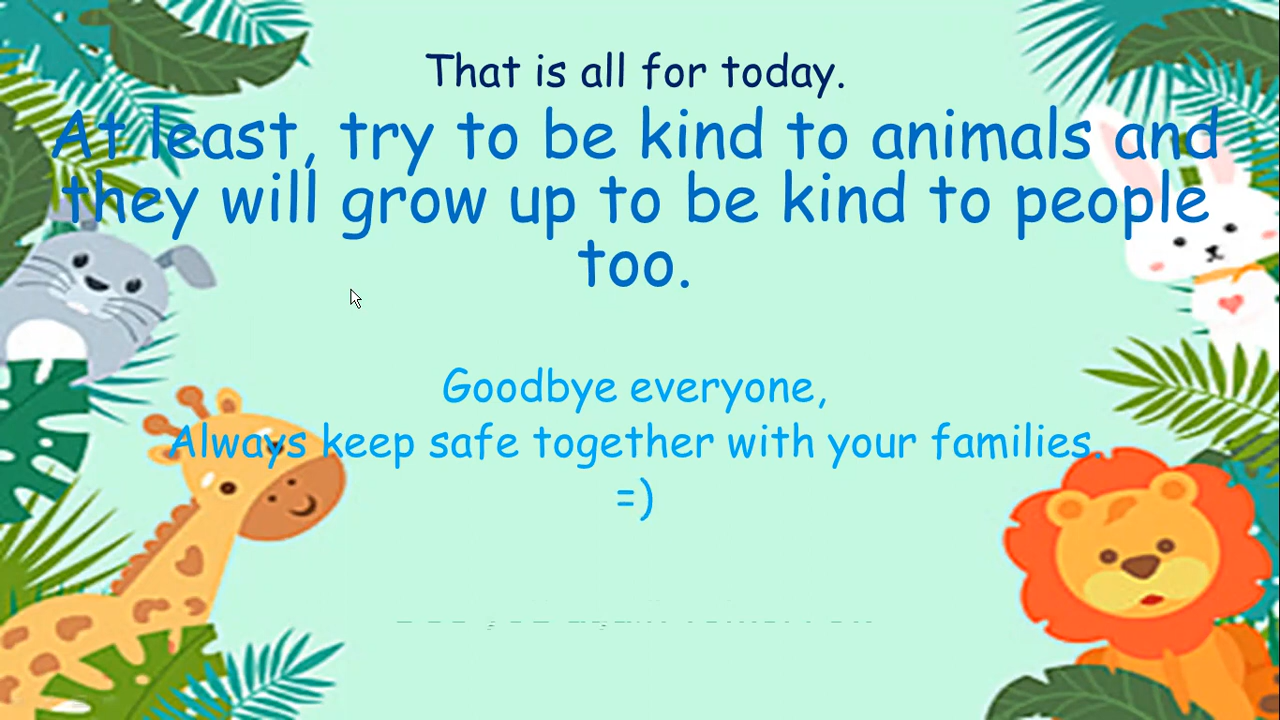 That is all for today.
At least, try to be kind to animals and
they will grow up to be kind to people
too.
Goodbye everyone,
Always keep safe together with your families.
=)